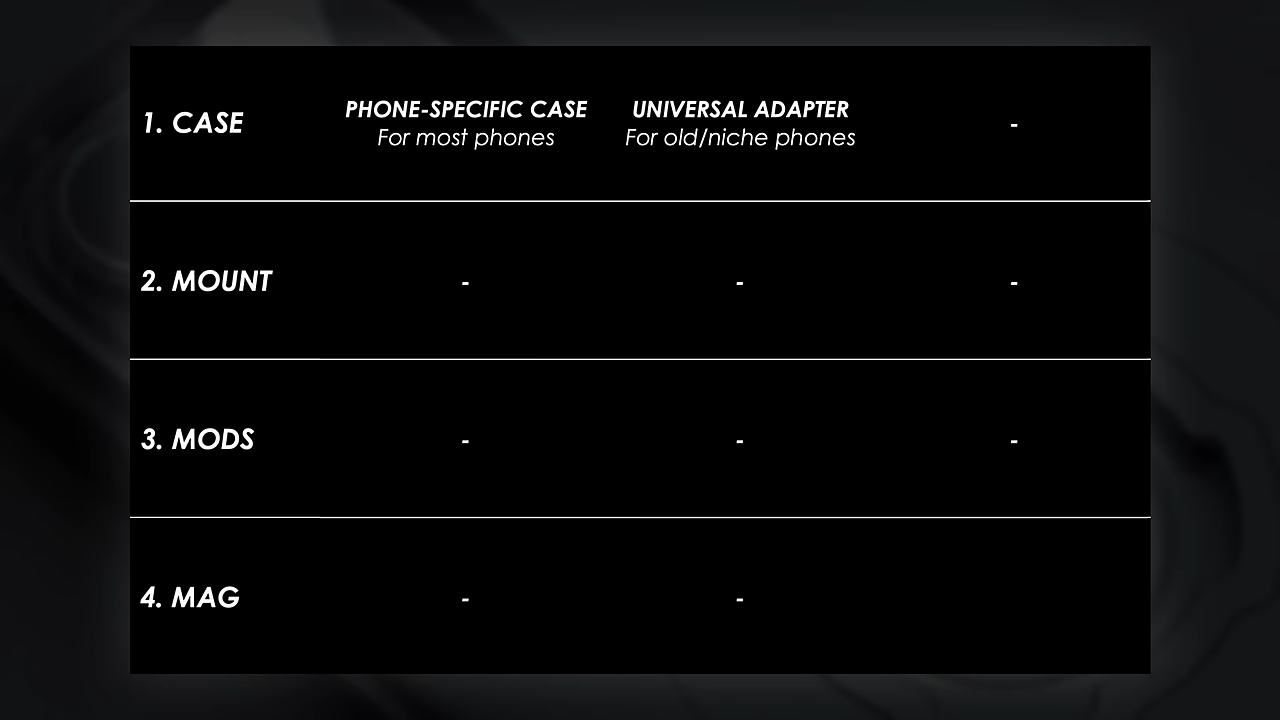 1. CASE
PHONE-SPECIFIC CASE
For most phones
UNIVERSAL ADAPTER
For old/niche phones
-
2. MOUNT
-
-
-
3. MODS
-
-
-
4. MAG
-
-